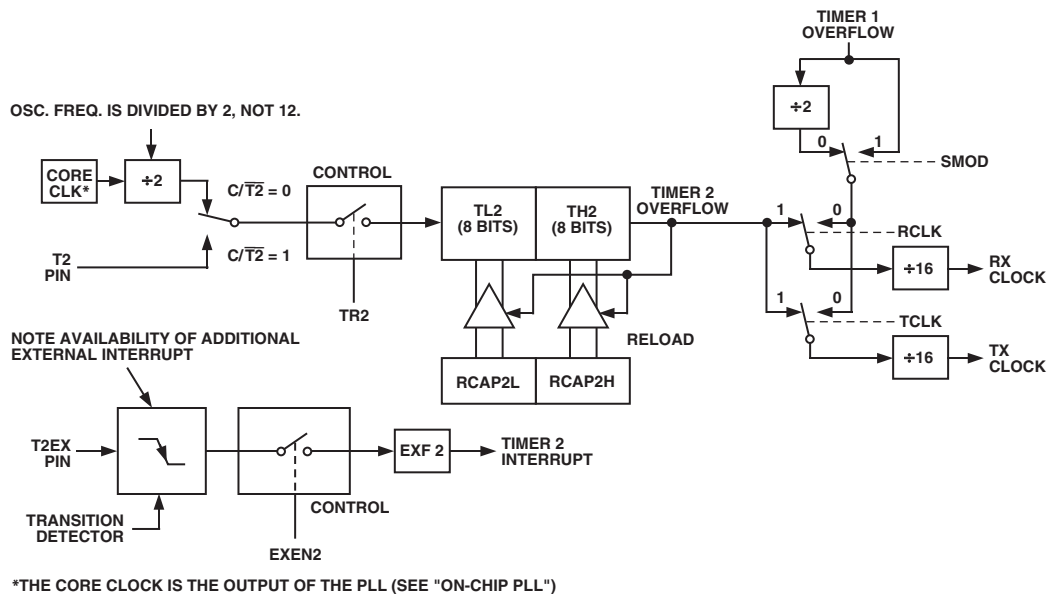 TIMER 1
OVERFLOW
÷2
0
1
SMOD
OSC. FREQ. IS DIVIDED BY 2, NOT 12.
CORE
CLK*
÷2
C/T2 = 0
C/T2 = 1
T2
PIN
CONTROL
TR2
TL2
(8 BITS)
TH2
(8 BITS)
TIMER 2
OVERFLOW
RELOAD
RCAP2L
RCAP2H
1
0
RCLK
÷16
RX
CLOCK
1
0
TCLK
÷16
TX
CLOCK
NOTE AVAILABILITY OF ADDITIONAL
EXTERNAL INTERRUPT
T2EX
PIN
TRANSITION
DETECTOR
CONTROL
EXEN2
EXF 2
TIMER 2
INTERRUPT
*THE CORE CLOCK IS THE OUTPUT OF THE PLL (SEE "ON-CHIP PLL")